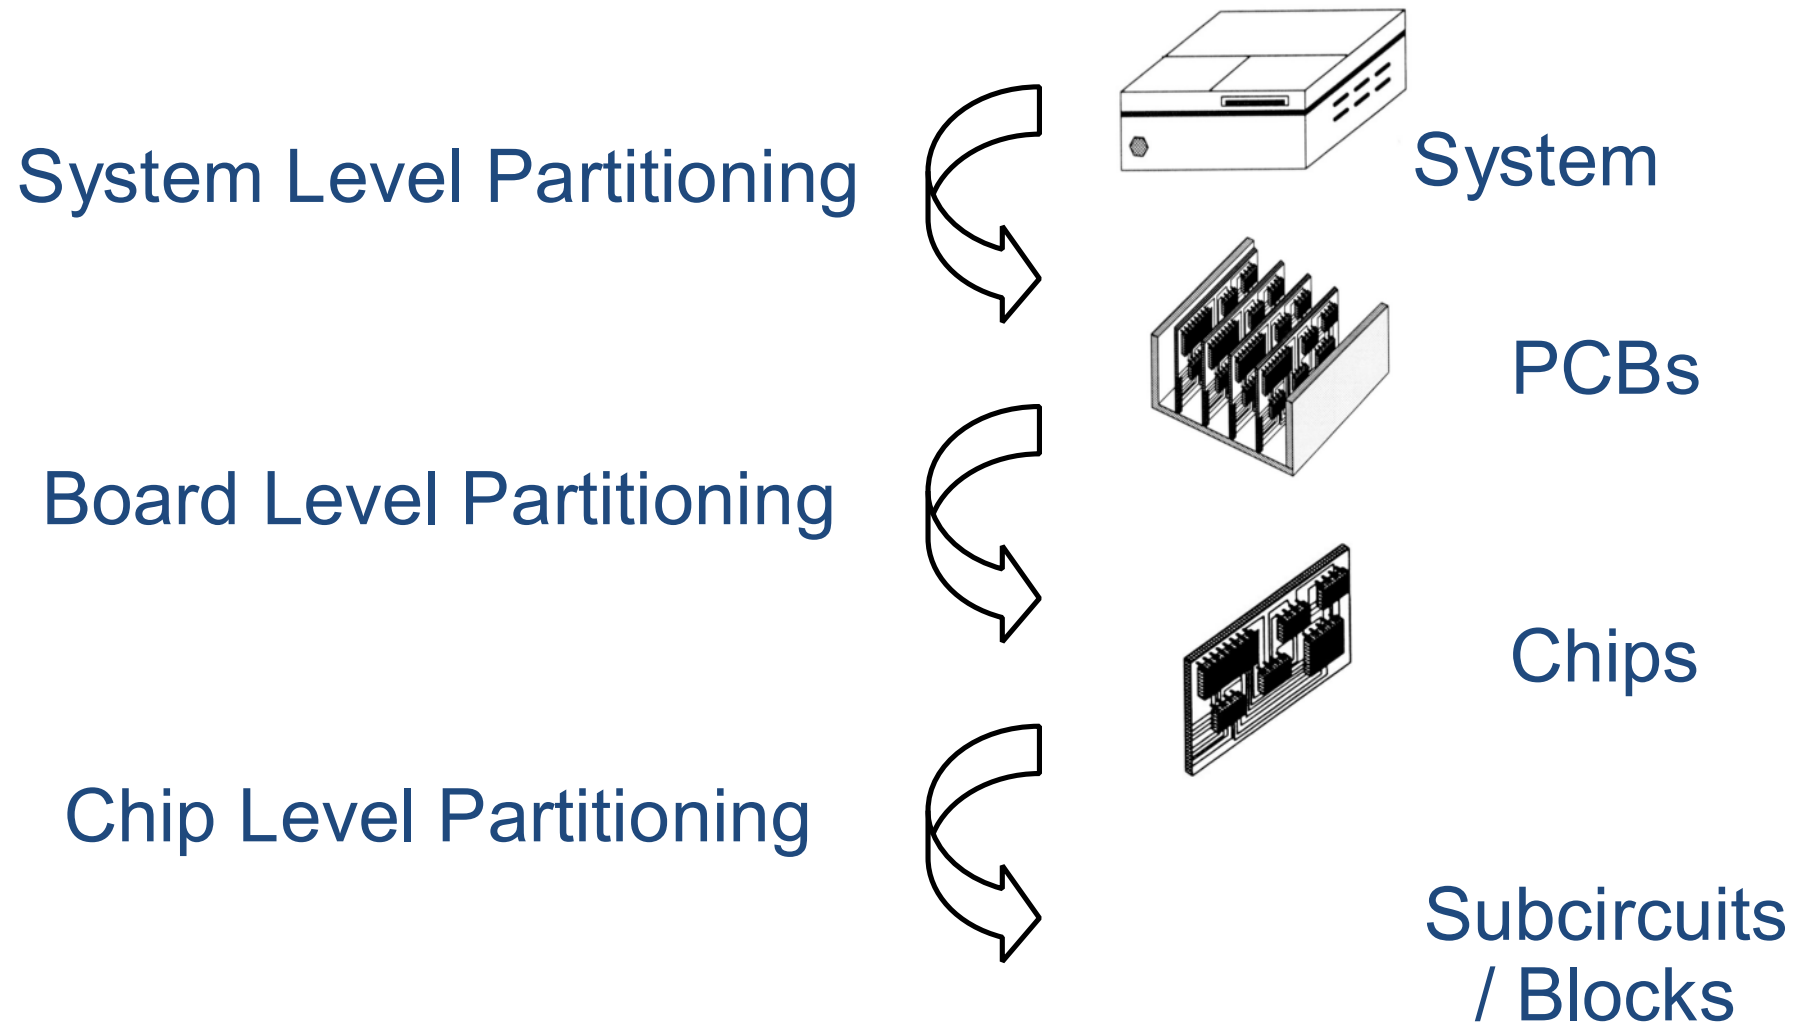 System Level Partitioning
System
PCBs
Board Level Partitioning
Chips
Chip Level Partitioning
Subcircuits
/ Blocks